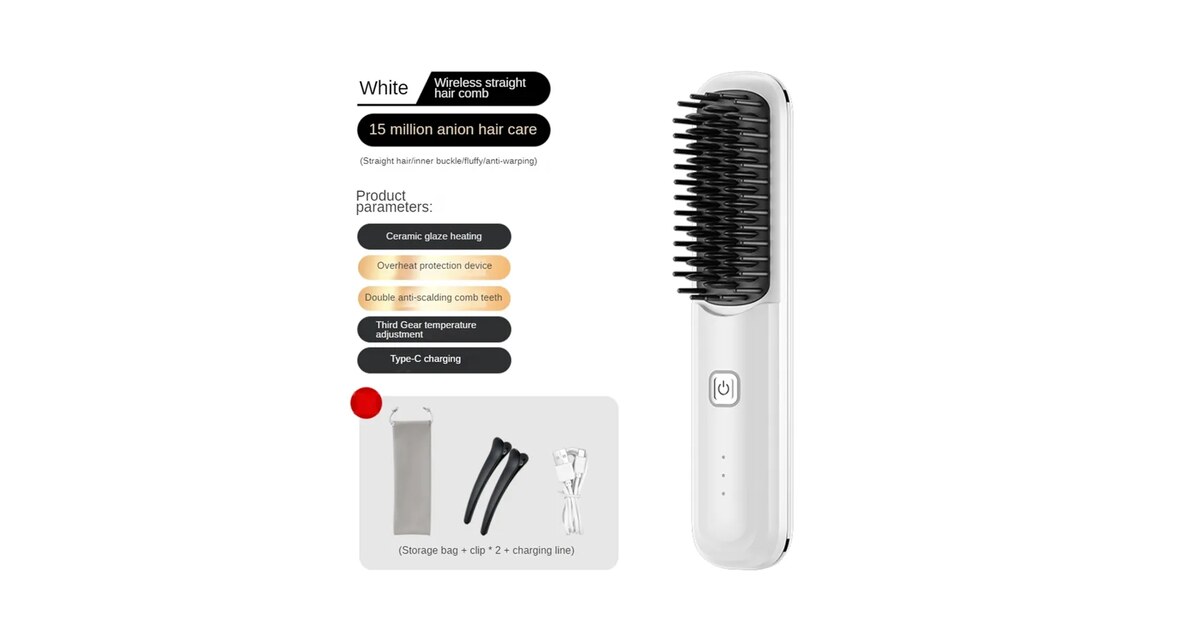 White
Wireless straight
hair comb
15 million anion hair care
(Straight hair/inner buckle/fluffy/anti-warping)
Product
parameters:
Ceramic glaze heating
Overheat protection device
Double anti-scalding comb teeth
Third Gear temperature
adjustment
Type-C charging
(Storage bag + clip * 2 + charging line)